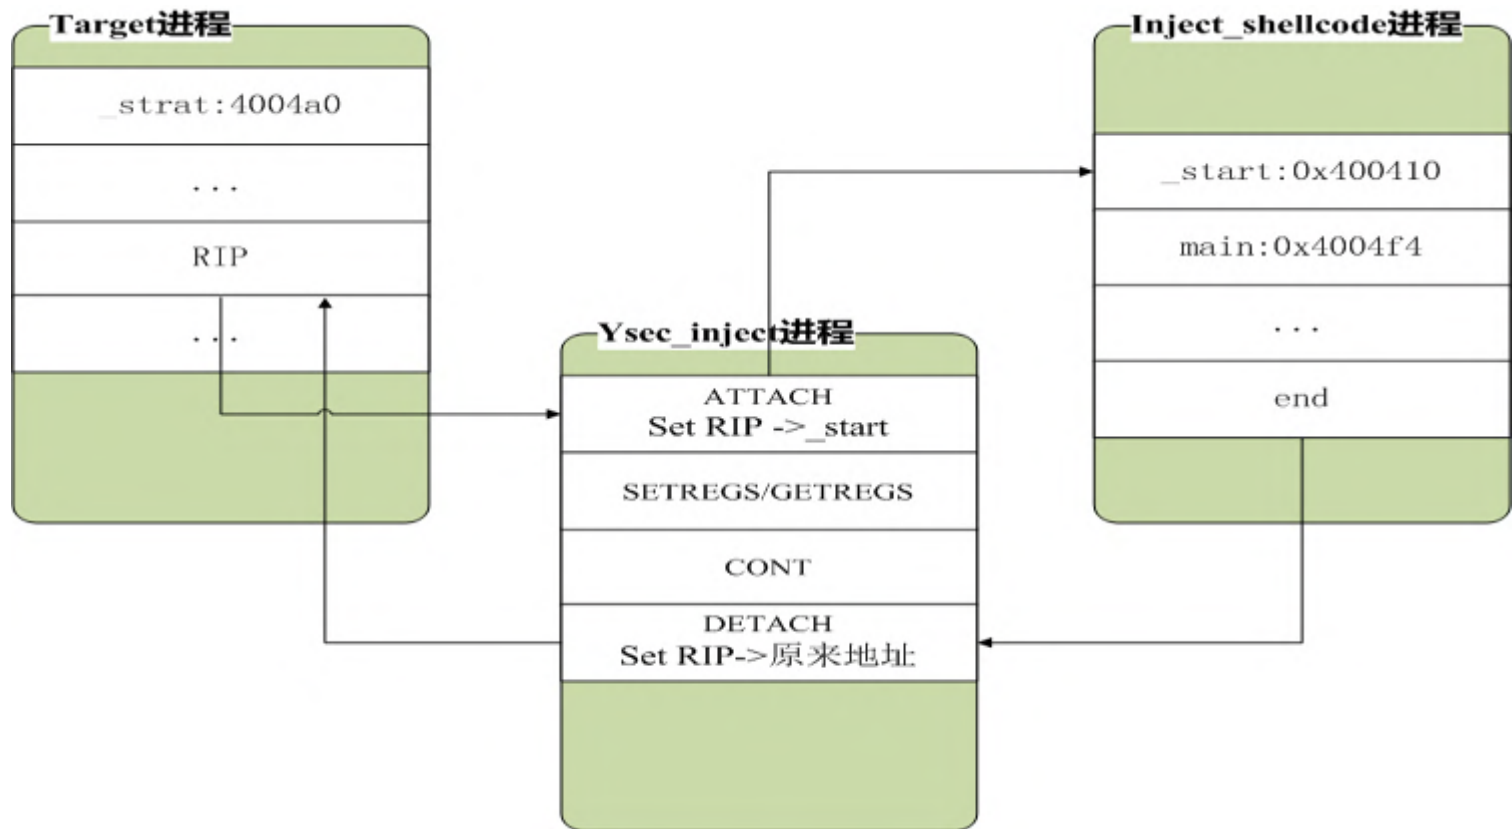 Target进程
_strat:4004a0
...
RIP
...
Ysec_inject进程
ATTACH
Set RIP ->_start
SETREGS/GETREGS
CONT
DETACH
Set RIP->原来地址
Inject_shellcode进程
_start:0x400410
main:0x4004f4
...
end